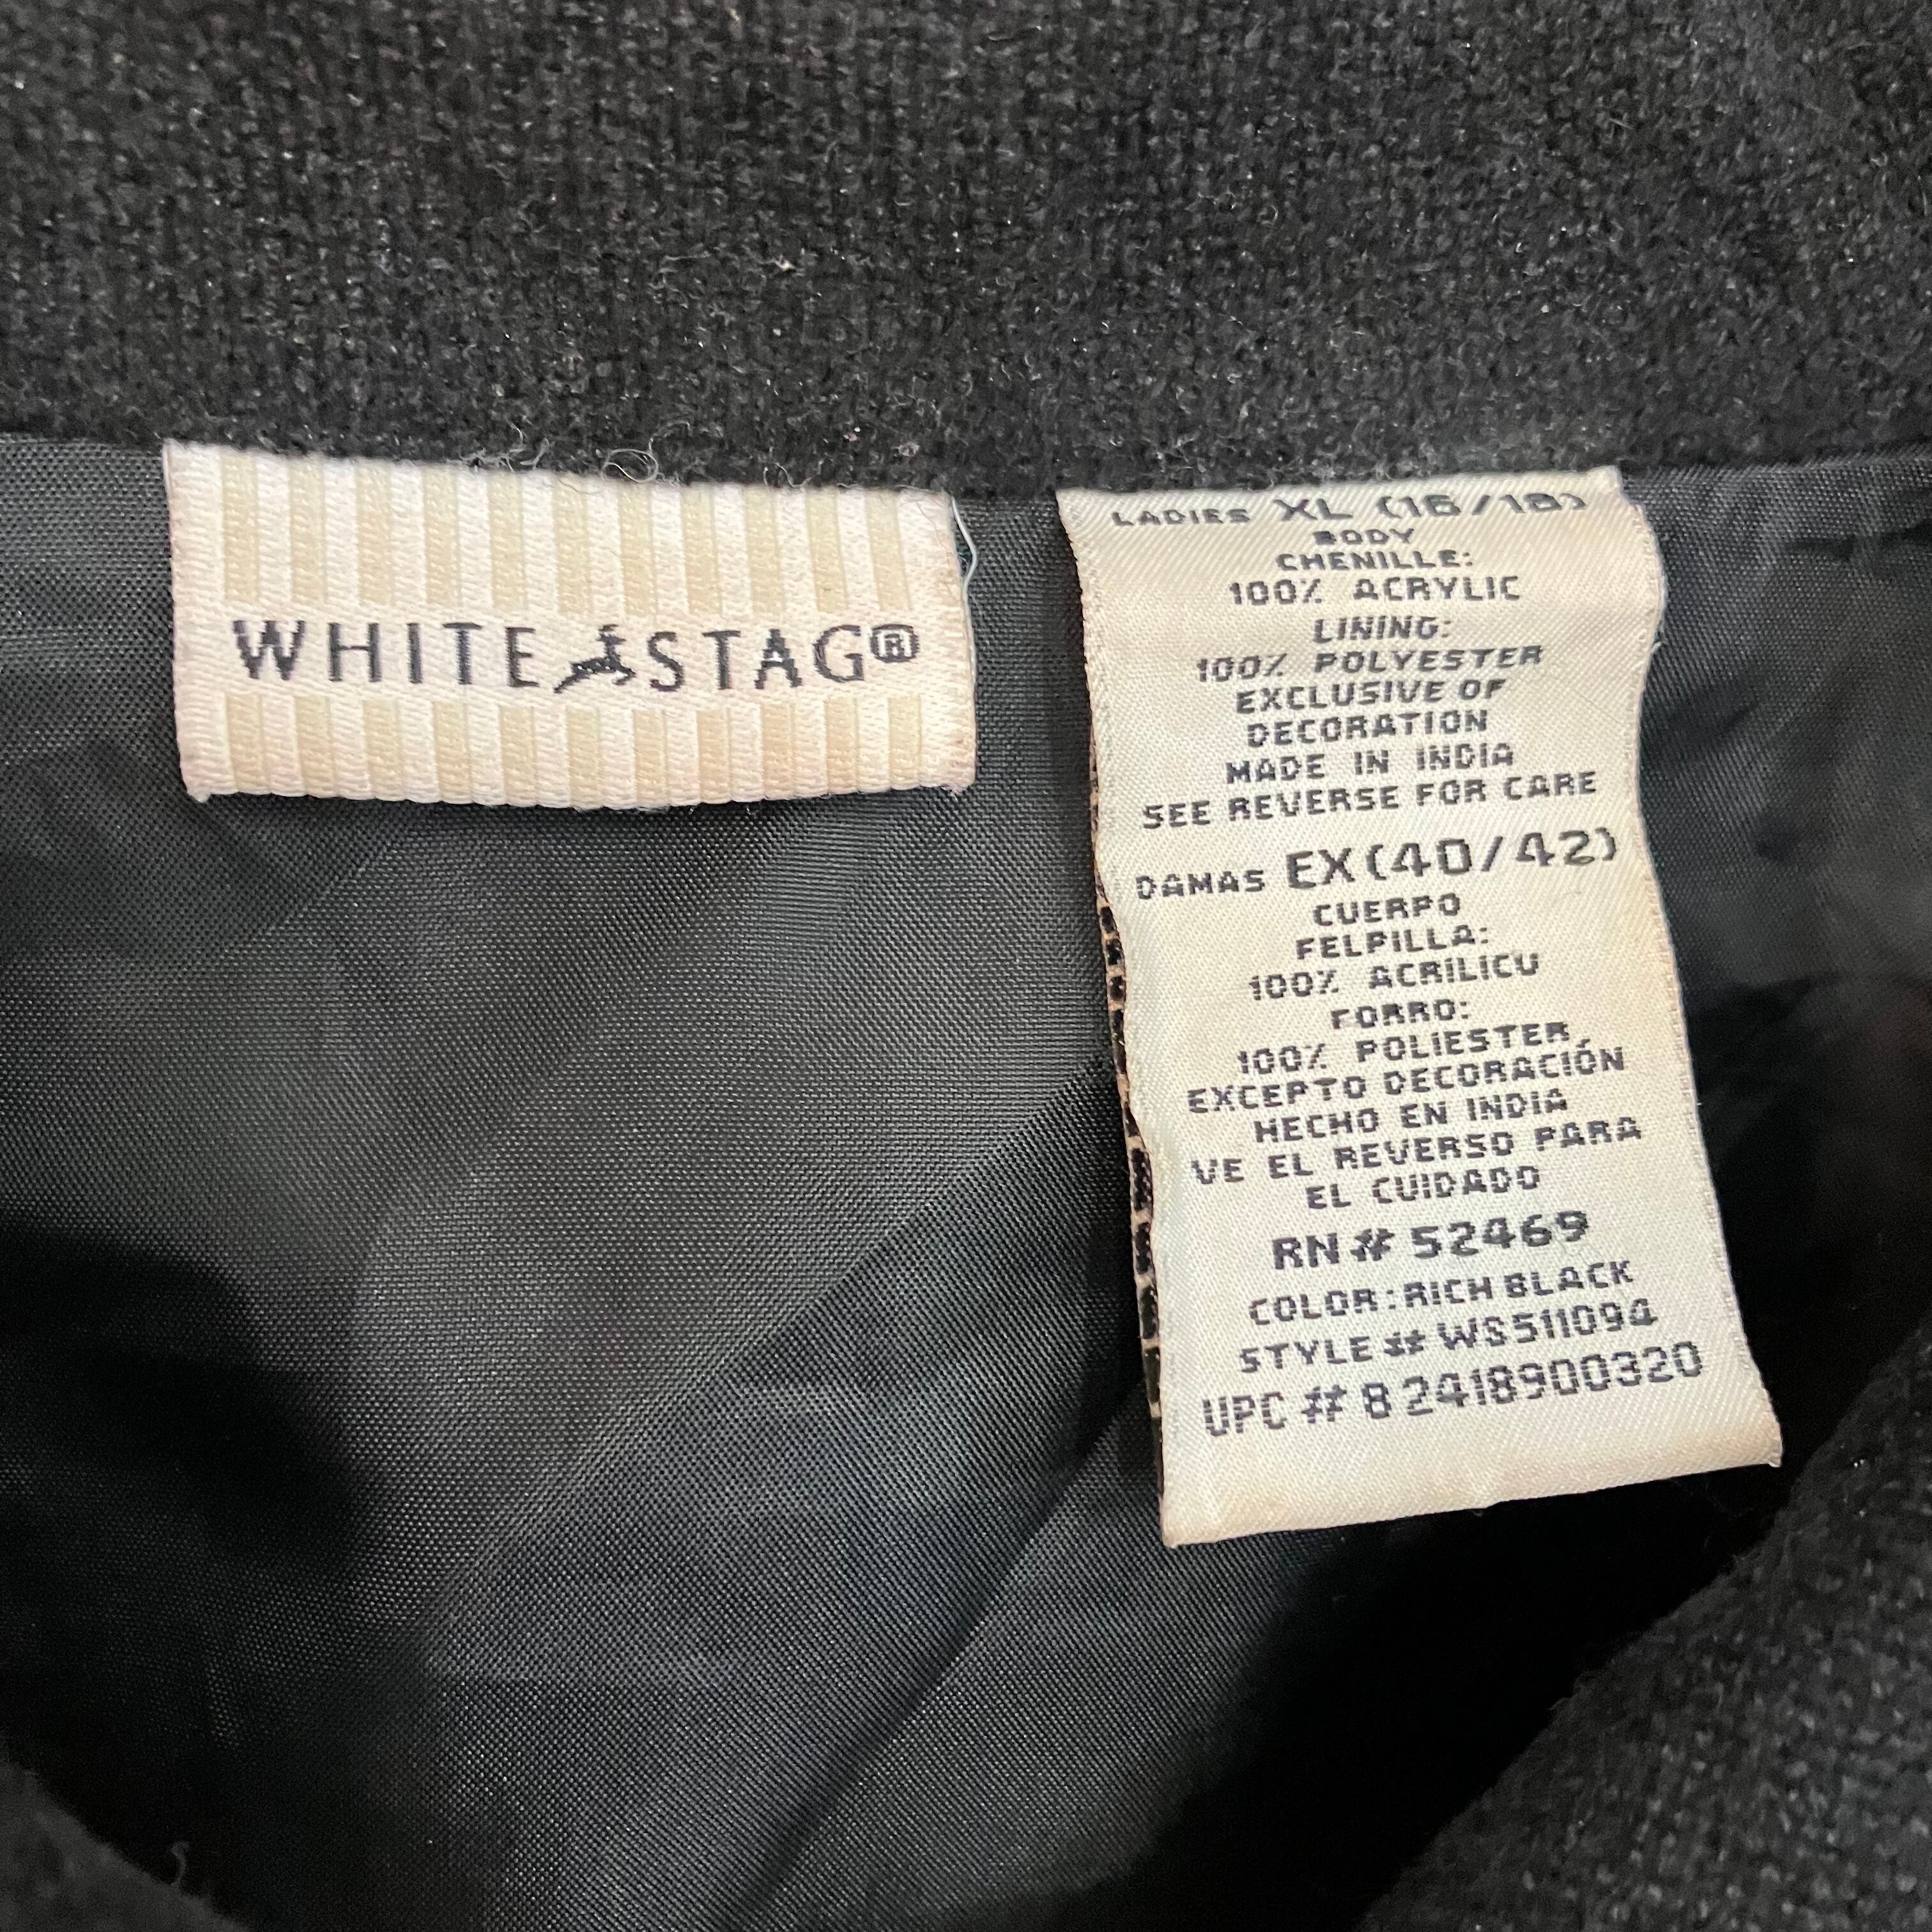 WHITE STAG®
LADIES XL (16/18)
BODY
CHENILLE:
100% ACRYLIC
LINING:
100% POLYESTER
EXCLUSIVE OF
DECORATION
MADE IN INDIA
SEE REVERSE FOR CARE
DAMAS EX (40/42)
CUERPO
FELPILLA:
100% ACRILICU
FORRO:
100% POLIESTER
EXCEPTO DECORACIÓN
HECHO EN INDIA
VE EL REVERSO PARA
EL CUIDADO
RN# 52469
COLOR:RICH BLACK
STYLE# WS511094
UPC # 8 2418900320